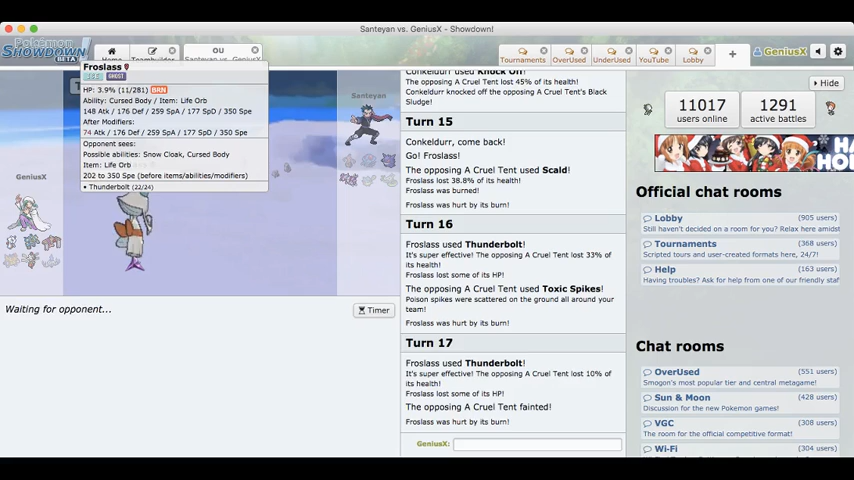 Santeyan vs. GeniusX - Showdown!
Pokémon
SHOWDOWN!
BETA
Home
Teambuilder
OU
Santeyan vs. GeniusX
Tournaments
OverUsed
UnderUsed
YouTube
Lobby
+
GeniusX
Froslass
ICE GHOST
HP: 3.9% (11/281) BRN
Ability: Cursed Body / Item: Life Orb
148 Atk / 176 Def / 259 SpA / 177 SpD / 350 Spe
After Modifiers:
74 Atk / 176 Def / 259 SpA / 177 SpD / 350 Spe
Opponent sees:
Possible abilities: Snow Cloak, Cursed Body
Item: Life Orb
202 to 350 Spe (before items/abilities/modifiers)
• Thunderbolt (22/24)
Santeyan
GeniusX
Waiting for opponent...
Timer
Conkeldurr used Knock Off!
The opposing A Cruel Tent lost 45% of its health!
Conkeldurr knocked off the opposing A Cruel Tent's Black
Sludge!
Turn 15
Conkeldurr, come back!
Go! Froslass!
The opposing A Cruel Tent used Scald!
Froslass lost 38.8% of its health!
Froslass was burned!
Froslass was hurt by its burn!
Turn 16
Froslass used Thunderbolt!
It's super effective! The opposing A Cruel Tent lost 33% of
its health!
Froslass lost some of its HP!
The opposing A Cruel Tent used Toxic Spikes!
Poison spikes were scattered on the ground all around your
team!
Froslass was hurt by its burn!
Turn 17
Froslass used Thunderbolt!
It's super effective! The opposing A Cruel Tent lost 10% of
its health!
Froslass lost some of its HP!
The opposing A Cruel Tent fainted!
Froslass was hurt by its burn!
GeniusX:
Hide
11017
users online
1291
active battles
Official chat rooms
Lobby (905 users)
Still haven't decided on a room for you? Relax here amidst
Tournaments (368 users)
Scripted tours and user-created formats here, 24/7!
Help (163 users)
Having troubles? Ask for help from one of our friendly staf
Chat rooms
OverUsed (551 users)
Smogon's most popular tier and central metagame!
Sun & Moon (428 users)
Discussion for the new Pokemon games!
VGC (308 users)
The room for the official competitive format!
Wi-Fi (304 users)